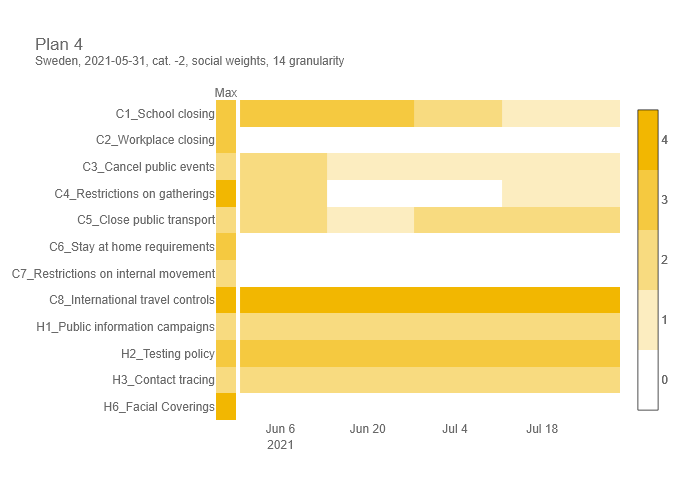 Plan 4
Sweden, 2021-05-31, cat. -2, social weights, 14 granularity
Max
C1_School closing
C2_Workplace closing
C3_Cancel public events
C4_Restrictions on gatherings
C5_Close public transport
C6_Stay at home requirements
C7_Restrictions on internal movement
C8_International travel controls
H1_Public information campaigns
H2_Testing policy
H3_Contact tracing
H6_Facial Coverings
Jun 6 Jun 20 Jul 4 Jul 18
2021
4
3
2
1
0